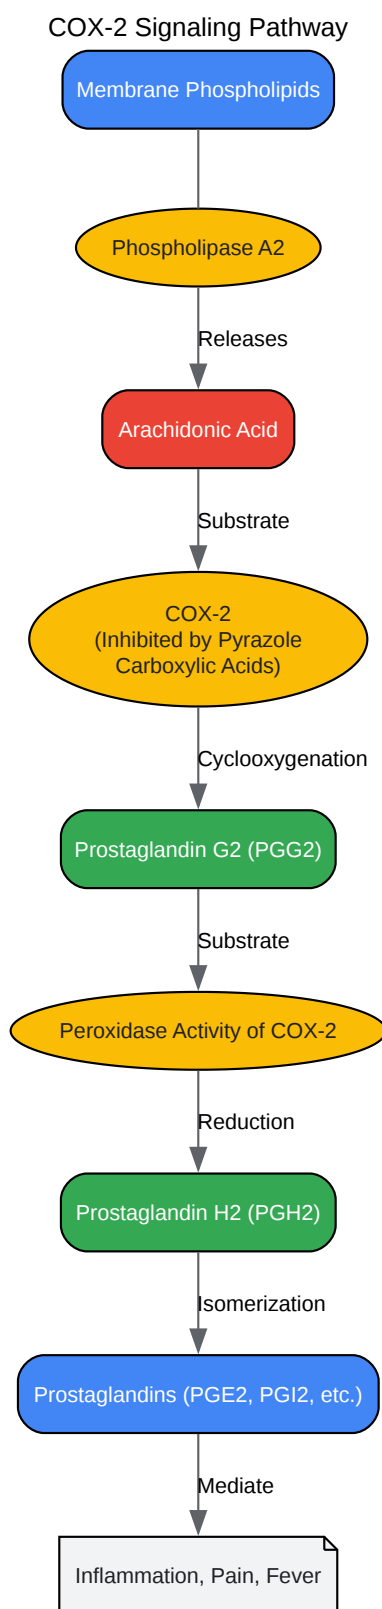 COX-2 Signaling Pathway
Membrane Phospholipids
Phospholipase A2
Releases
Arachidonic Acid
Substrate
COX-2
(Inhibited by Pyrazole
Carboxylic Acids)
Cyclooxygenation
Prostaglandin G2 (PGG2)
Substrate
Peroxidase Activity of COX-2
Reduction
Prostaglandin H2 (PGH2)
Isomerization
Prostaglandins (PGE2, PGI2, etc.)
Mediate
Inflammation, Pain, Fever